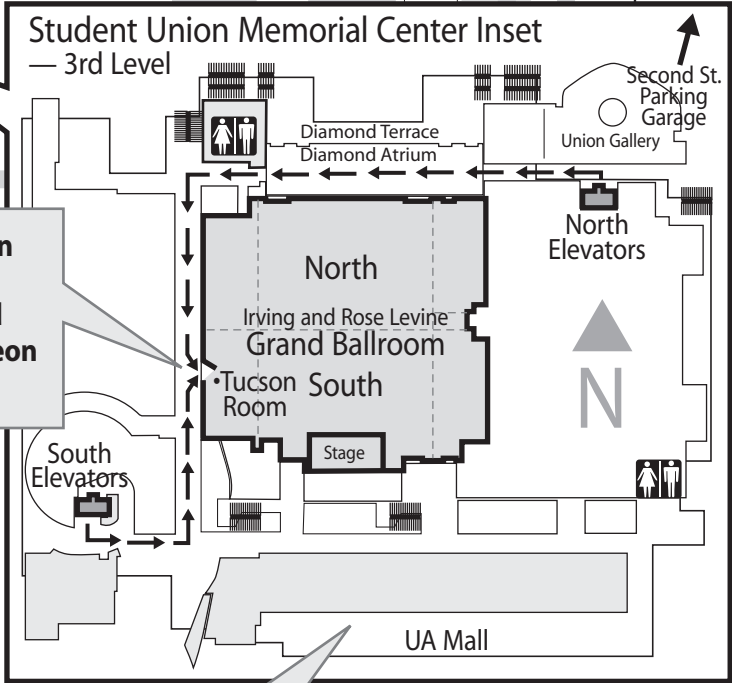 Student Union Memorial Center Inset
— 3rd Level
Second St.
Parking
Garage
Diamond Terrace
Diamond Atrium
Union Gallery
North
Elevators
North
Irving and Rose Levine
Grand Ballroom
•Tucson
Room
South
Stage
N
South
Elevators
UA Mall